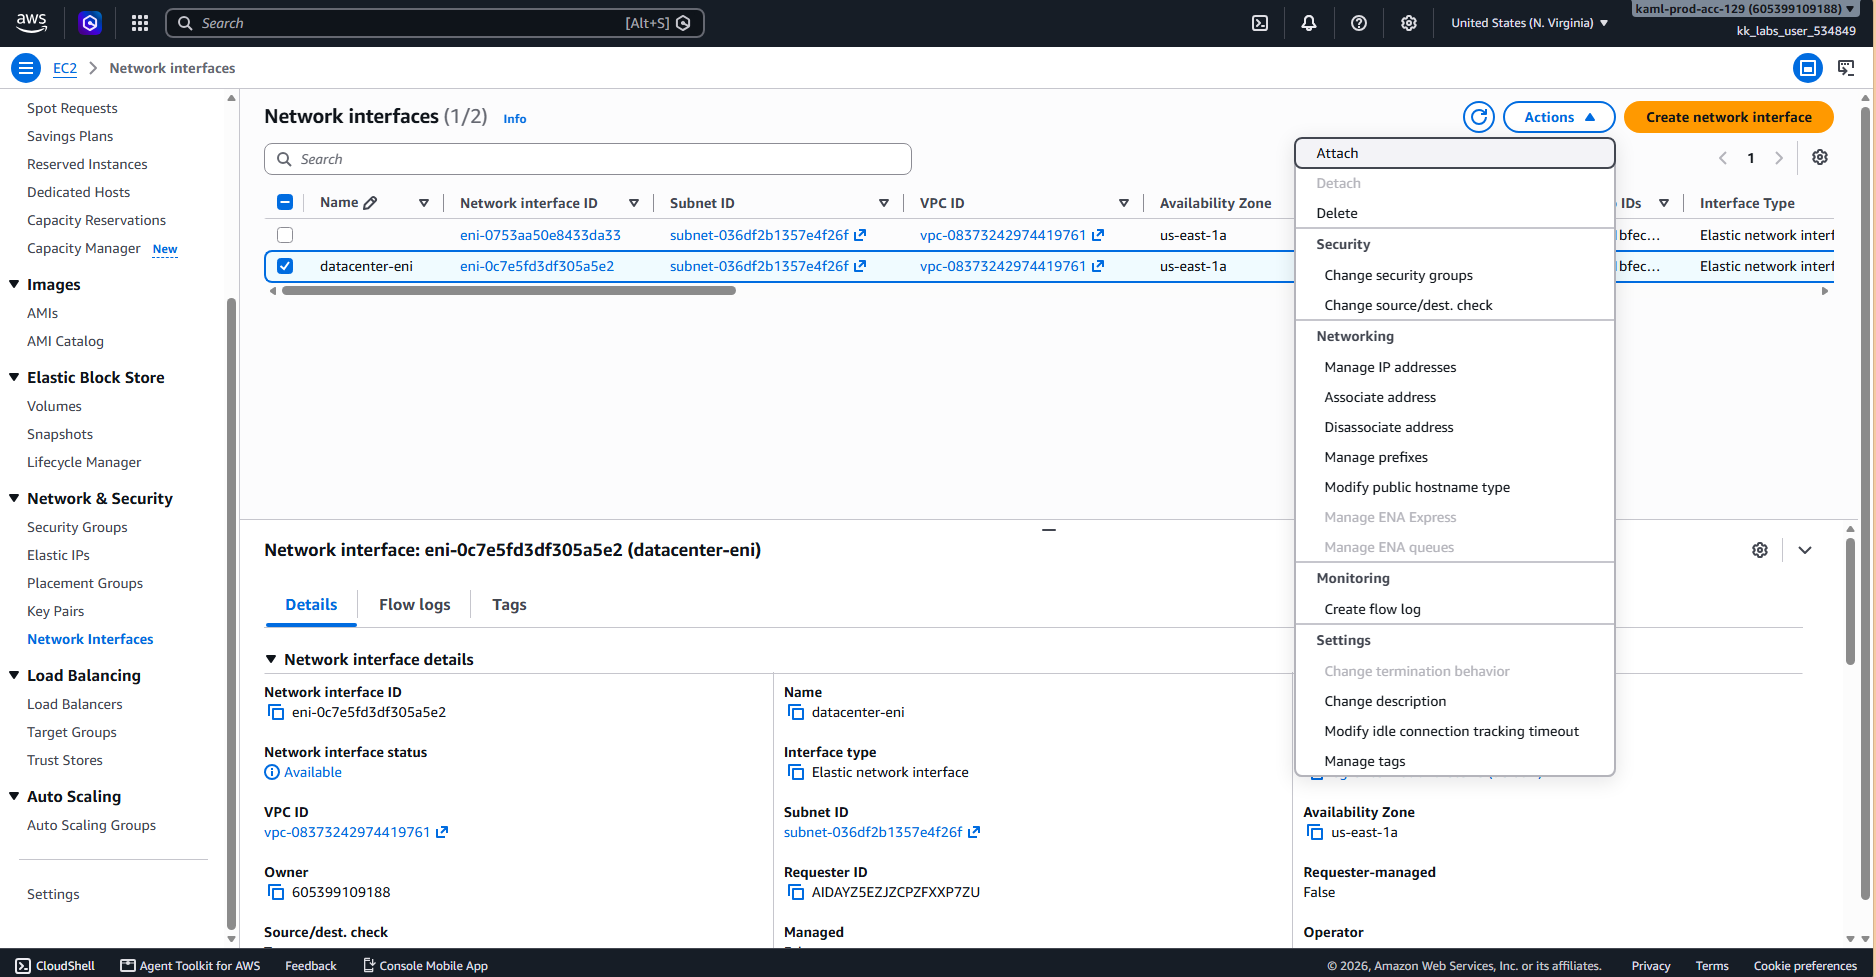 aws
Search [Alt+S]
United States (N. Virginia)
kaml-prod-acc-129 (605399109188)
kk_labs_user_534849
EC2 Network interfaces
Spot Requests
Savings Plans
Reserved Instances
Dedicated Hosts
Capacity Reservations
Capacity Manager New
Images
AMIs
AMI Catalog
Elastic Block Store
Volumes
Snapshots
Lifecycle Manager
Network & Security
Security Groups
Elastic IPs
Placement Groups
Key Pairs
Network Interfaces
Load Balancing
Load Balancers
Target Groups
Trust Stores
Auto Scaling
Auto Scaling Groups
Settings
Network interfaces (1/2) Info
Actions
Create network interface
Search
1
Name Network interface ID Subnet ID VPC ID Availability Zone IDs Interface Type
eni-0753aa50e8433da33 subnet-036df2b1357e4f26f vpc-08373242974419761 us-east-1a bfec... Elastic network interf
datacenter-eni eni-0c7e5fd3df305a5e2 subnet-036df2b1357e4f26f vpc-08373242974419761 us-east-1a bfec... Elastic network interf
Attach
Detach
Delete
Security
Change security groups
Change source/dest. check
Networking
Manage IP addresses
Associate address
Disassociate address
Manage prefixes
Modify public hostname type
Manage ENA Express
Manage ENA queues
Monitoring
Create flow log
Settings
Change termination behavior
Change description
Modify idle connection tracking timeout
Manage tags
Network interface: eni-0c7e5fd3df305a5e2 (datacenter-eni)
Details Flow logs Tags
Network interface details
Network interface ID
eni-0c7e5fd3df305a5e2
Name
datacenter-eni
Network interface status
Available
Interface type
Elastic network interface
VPC ID
vpc-08373242974419761
Subnet ID
subnet-036df2b1357e4f26f
Availability Zone
us-east-1a
Owner
605399109188
Requester ID
AIDAYZ5EZJZCPZFXXP7ZU
Requester-managed
False
Source/dest. check
Managed
Operator
CloudShell Agent Toolkit for AWS Feedback Console Mobile App
© 2026, Amazon Web Services, Inc. or its affiliates. Privacy Terms Cookie preferences